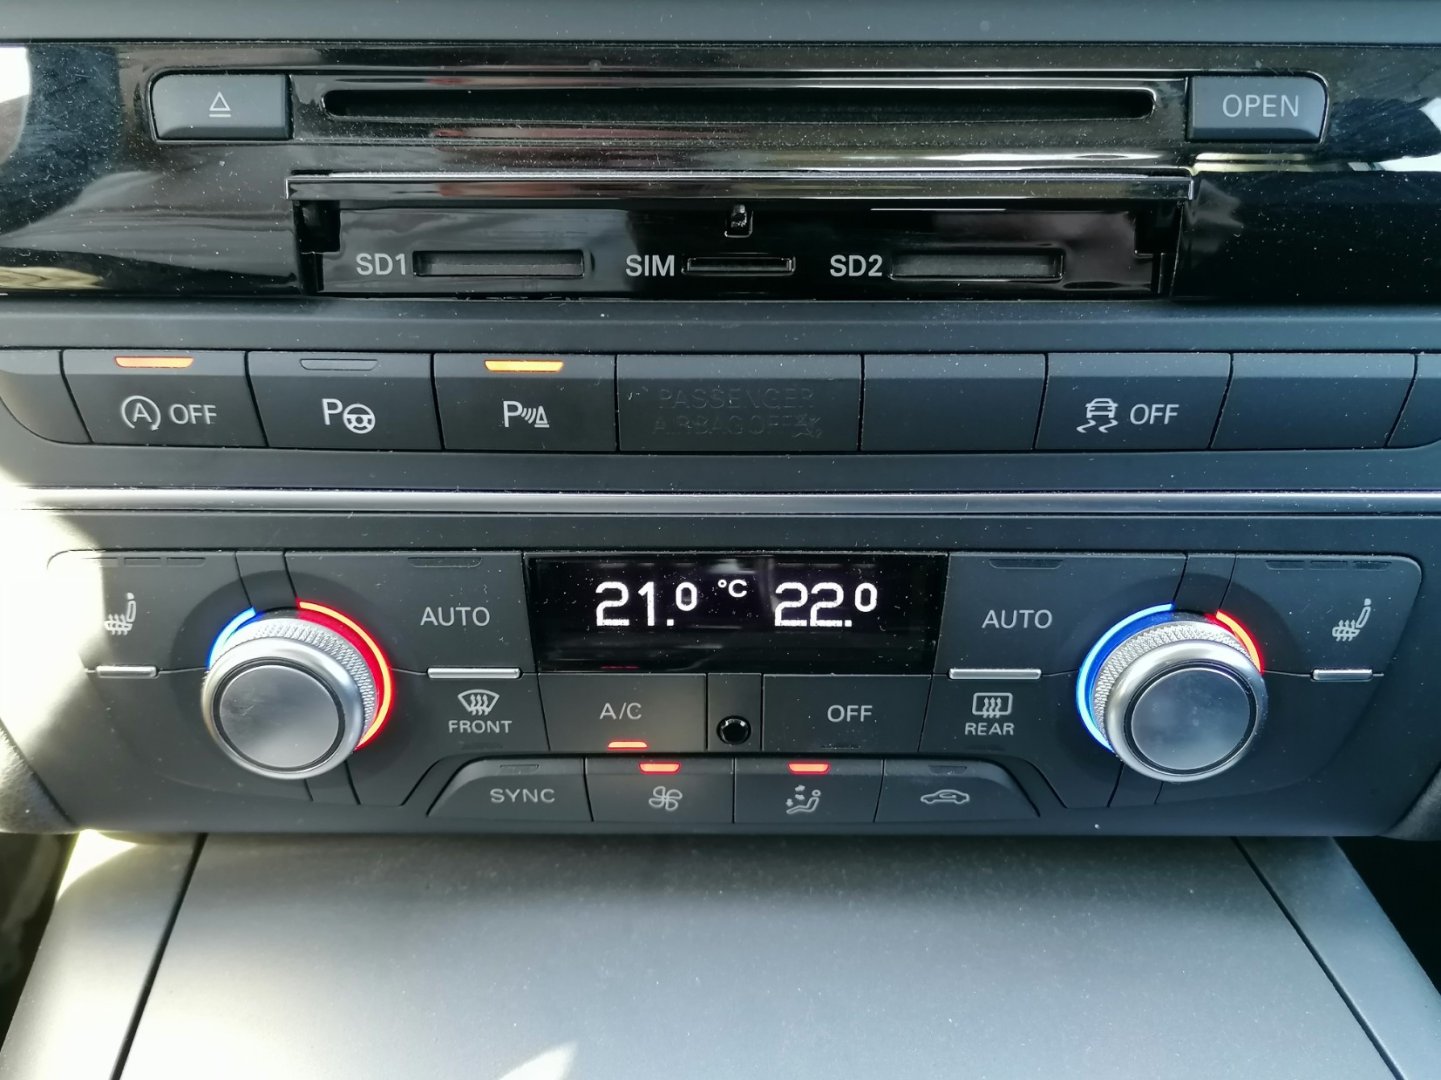 OPEN
SD1 SIM SD2
A OFF
P
P
PASSENGER
AIRBAG OFF
OFF
AUTO 21.0 °C 22.0 AUTO
FRONT
A/C
OFF
REAR
SYNC